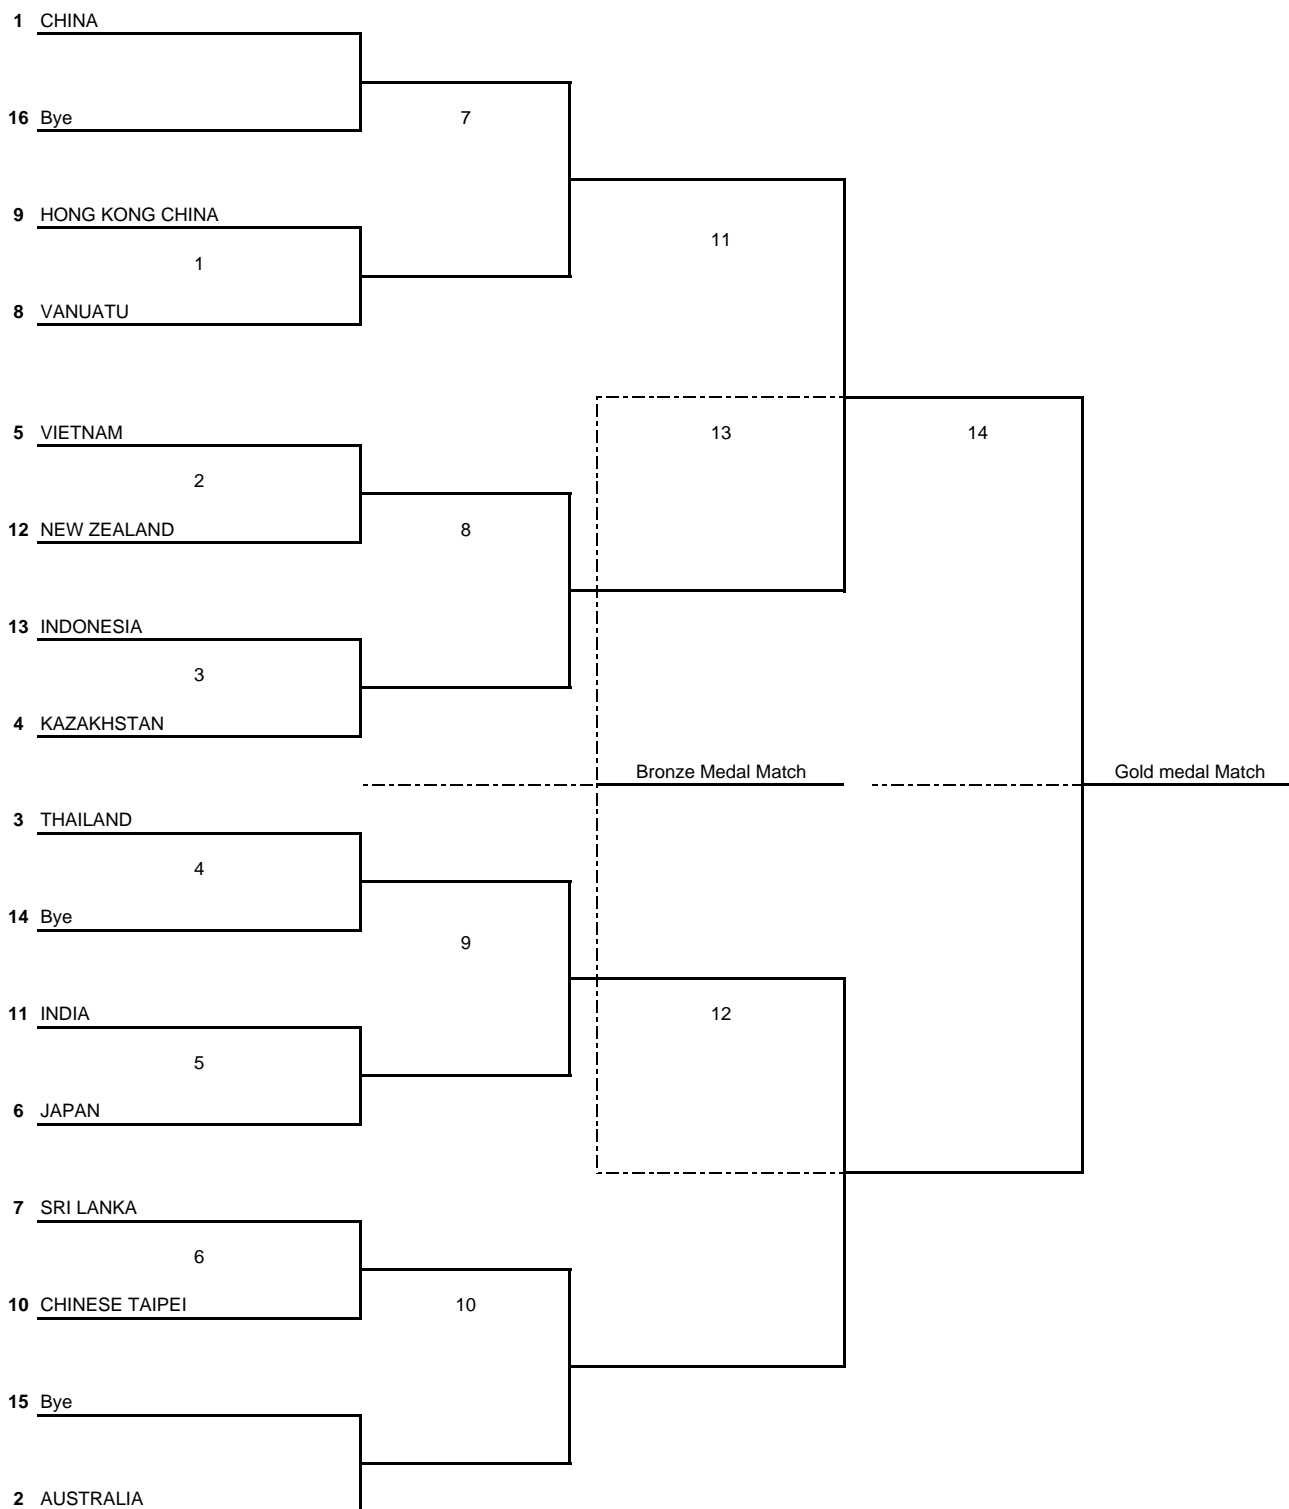 1 CHINA
16 Bye
7
9 HONG KONG CHINA
11
1
8 VANUATU
5 VIETNAM
13
14
2
12 NEW ZEALAND
8
13 INDONESIA
3
4 KAZAKHSTAN
Bronze Medal Match
Gold medal Match
3 THAILAND
4
14 Bye
9
11 INDIA
12
5
6 JAPAN
7 SRI LANKA
6
10 CHINESE TAIPEI
10
15 Bye
2 AUSTRALIA